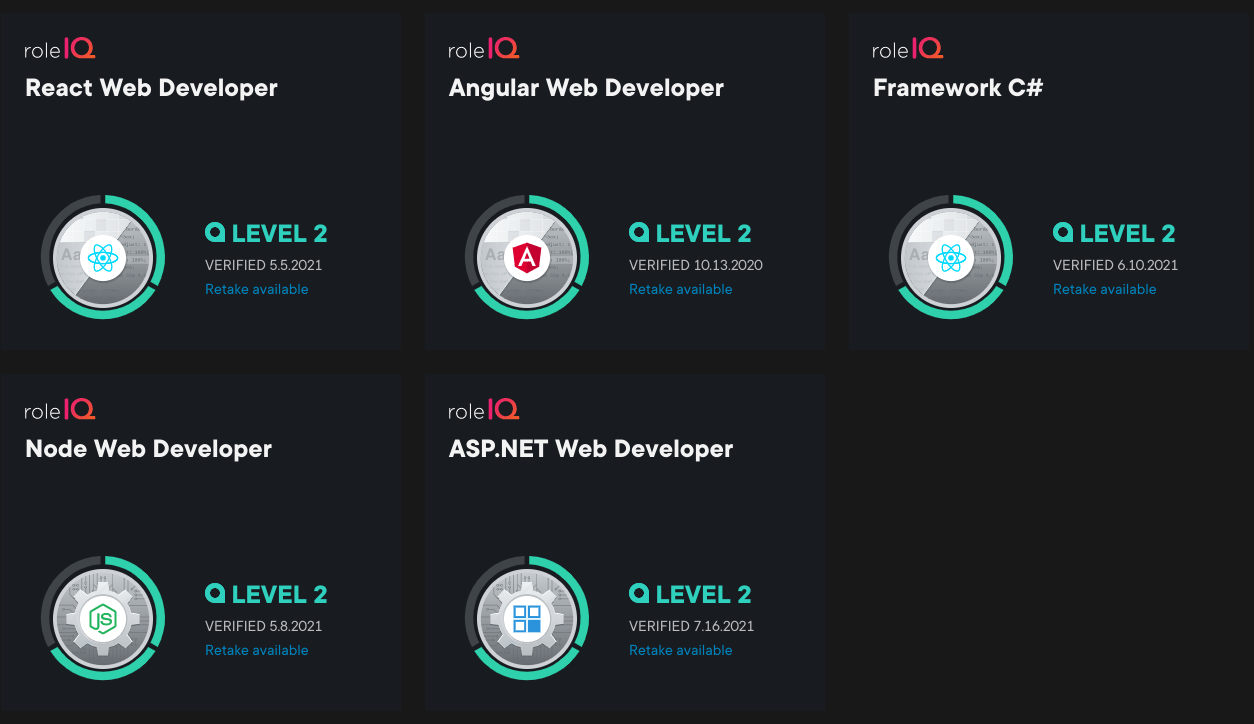 roleIQ
React Web Developer
LEVEL 2
VERIFIED 5.5.2021
Retake available
roleIQ
Angular Web Developer
LEVEL 2
VERIFIED 10.13.2020
Retake available
roleIQ
Framework C#
LEVEL 2
VERIFIED 6.10.2021
Retake available
roleIQ
Node Web Developer
JS
LEVEL 2
VERIFIED 5.8.2021
Retake available
roleIQ
ASP.NET Web Developer
LEVEL 2
VERIFIED 7.16.2021
Retake available